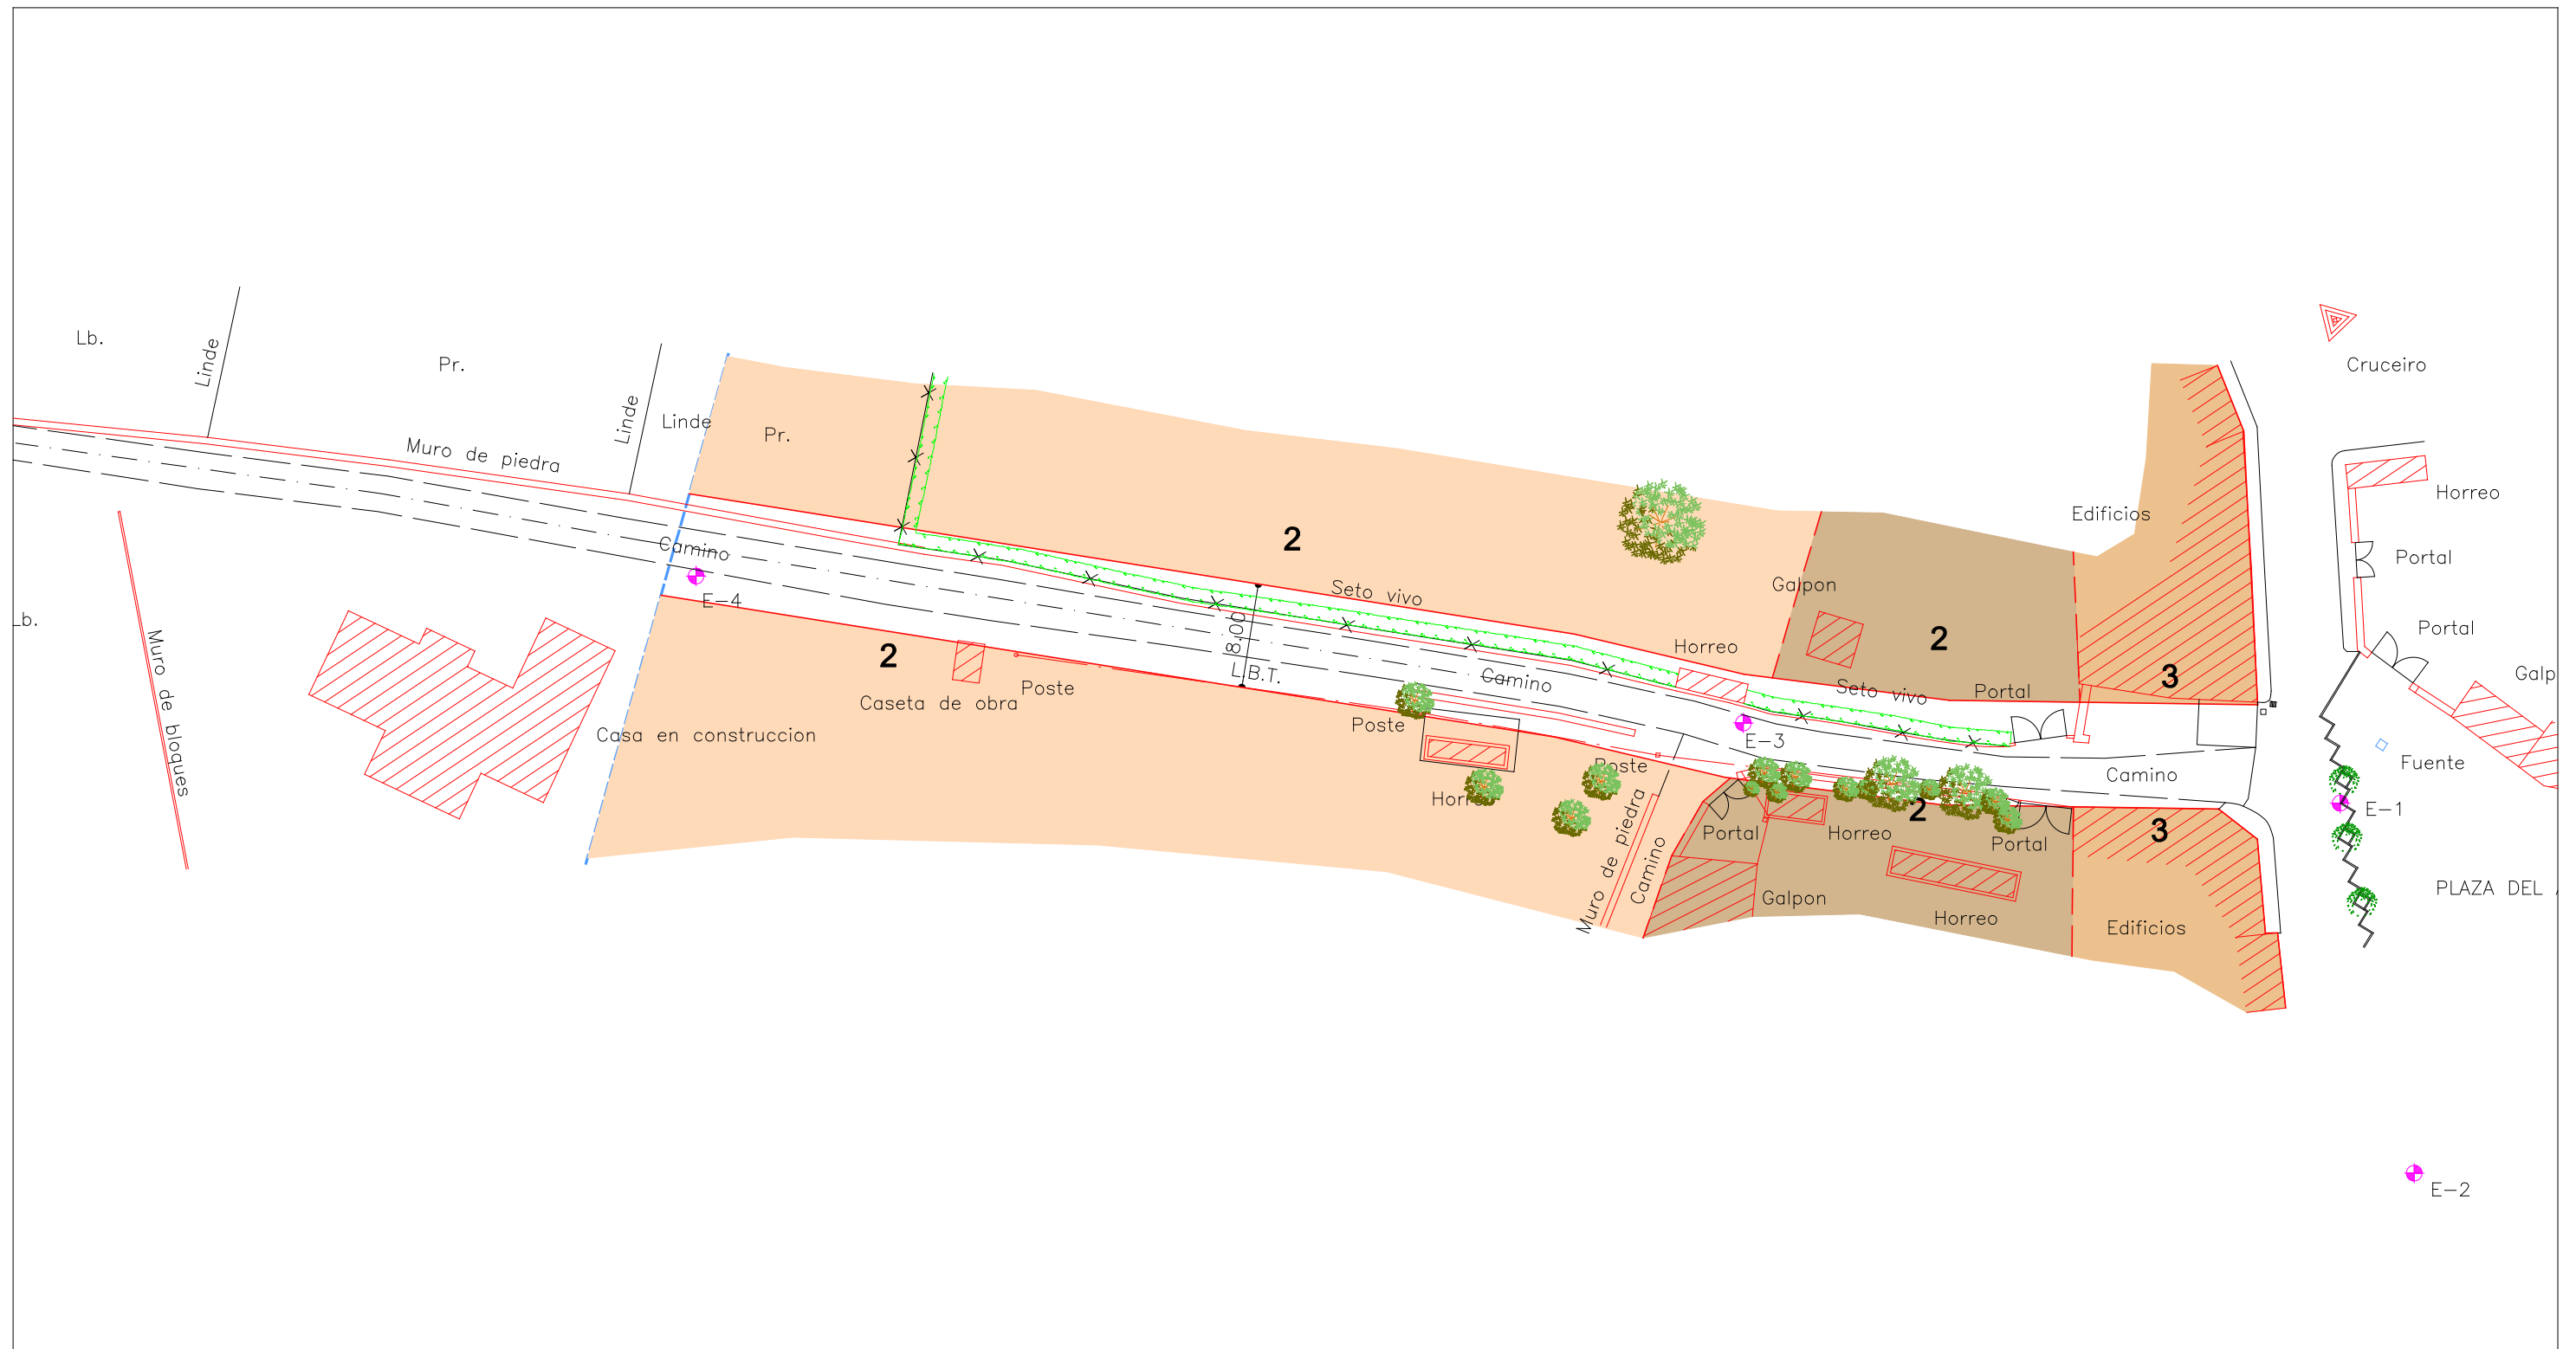 Cruceiro
Lb.
Linde
Pr.
Linde
Linde
Pr.
Muro de piedra
Horreo
Edificios
2
Portal
Camino
Galpon
Seto vivo
E-4
8.00
Portal
2
Horreo
2
Muro de bloques
L.B.T.
Camino
Seto vivo
Portal
3
Galp
Poste
Caseta de obra
Poste
Casa en construccion
E-3
Poste
Camino
Fuente
Horreo
Muro de piedra
Camino
Portal
Horreo
2
Portal
3
E-1
Galpon
Horreo
Edificios
PLAZA DEL
E-2